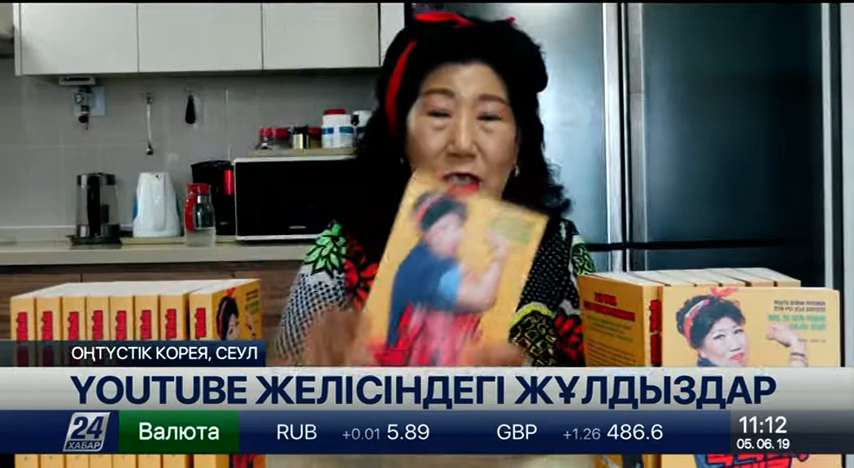 ОҢТҮСТІК КОРЕЯ, СЕУЛ
YOUTUBE ЖЕЛІСІНДЕГІ ЖҰЛДЫЗДАР
24 ХАБАР Валюта RUB +0.01 5.89 GBP +1.26 486.6 11:12
05.06.19